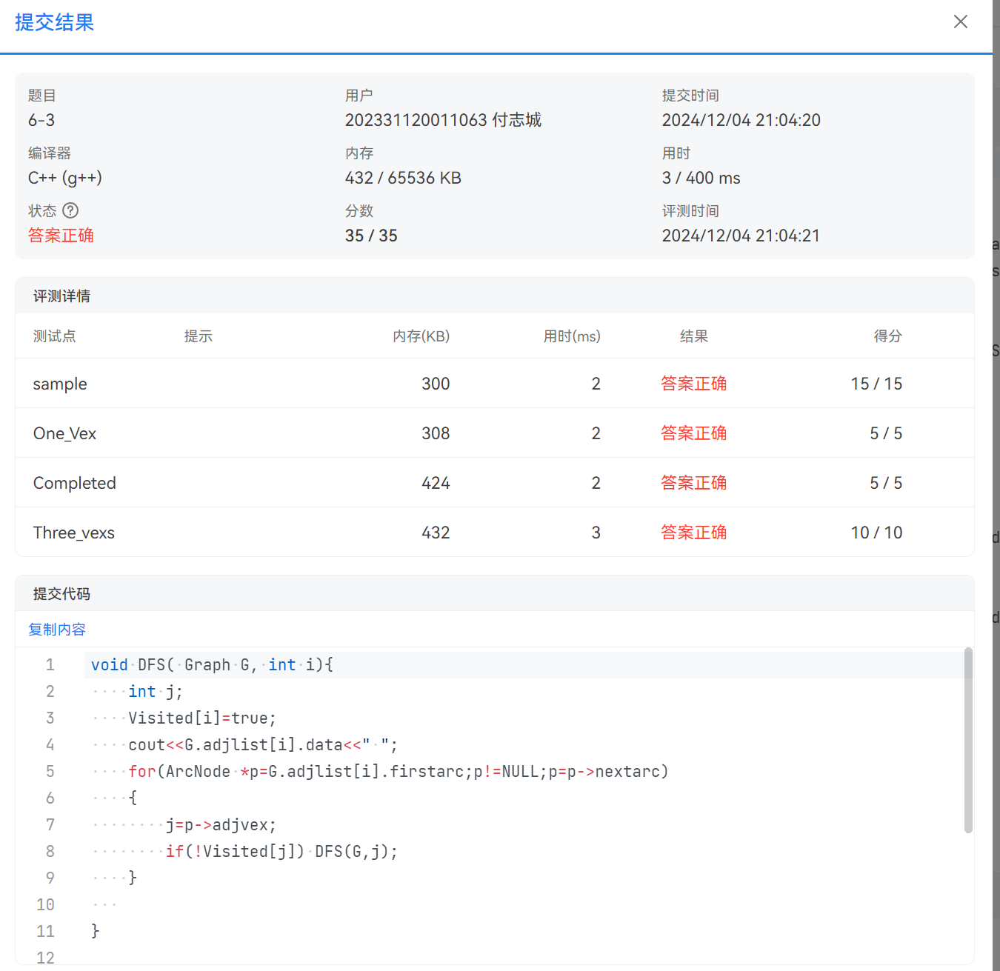 提交结果
题目 用户 提交时间
6-3 202331120011063 付志城 2024/12/04 21:04:20
编译器 内存 用时
C++ (g++) 432 / 65536 KB 3 / 400 ms
状态 ? 分数 评测时间
答案正确 35 / 35 2024/12/04 21:04:21
评测详情
测试点 提示 内存(KB) 用时(ms) 结果 得分
sample 300 2 答案正确 15 / 15
One_Vex 308 2 答案正确 5 / 5
Completed 424 2 答案正确 5 / 5
Three_vexs 432 3 答案正确 10 / 10
提交代码
复制内容
1 void DFS( Graph G, int i){
2     int j;
3     Visited[i]=true;
4     cout<<G.adjlist[i].data<<" ";
5     for(ArcNode *p=G.adjlist[i].firstarc;p!=NULL;p=p->nextarc)
6     {
7         j=p->adjvex;
8         if(!Visited[j]) DFS(G,j);
9     }
10
11 }
12